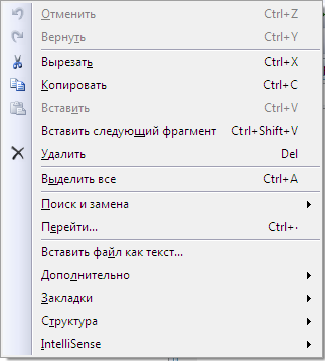 Отменить Ctrl+Z
Вернуть Ctrl+Y
Вырезать Ctrl+X
Копировать Ctrl+C
Вставить Ctrl+V
Вставить следующий фрагмент Ctrl+Shift+V
Удалить Del
Выделить все Ctrl+A
Поиск и замена
Перейти... Ctrl+·
Вставить файл как текст...
Дополнительно
Закладки
Структура
IntelliSense